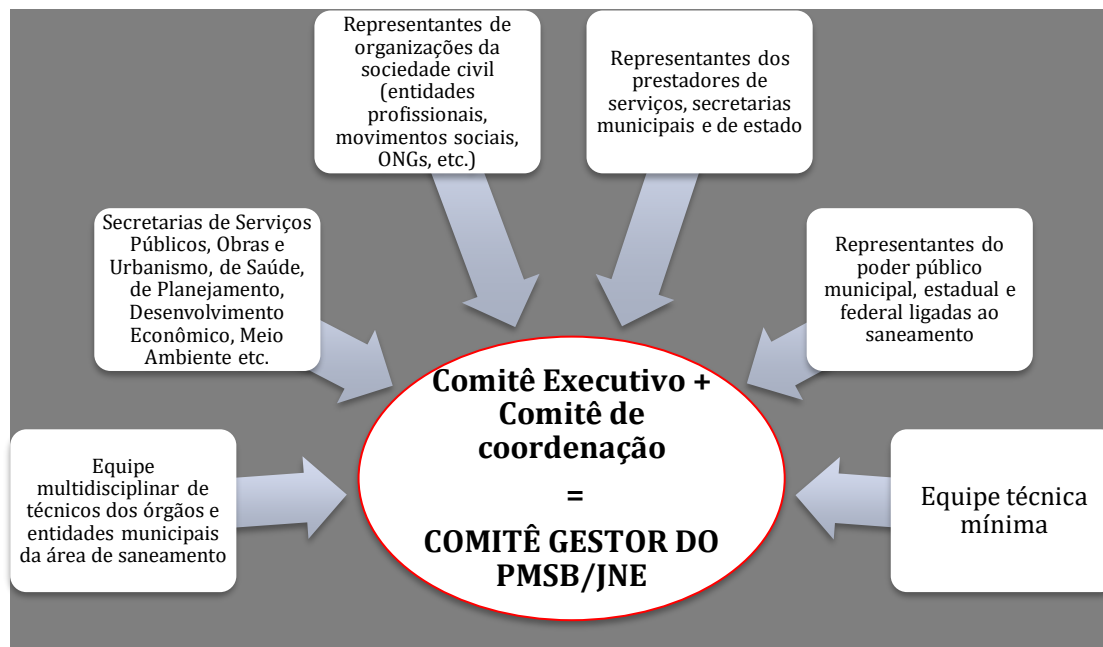 Representantes de
organizações da
sociedade civil
(entidades
profissionais,
movimentos sociais,
ONGs, etc.)
Representantes dos
prestadores de
serviços, secretarias
municipais e de estado
Secretarias de Serviços
Públicos, Obras e
Urbanismo, de Saúde,
de Planejamento,
Desenvolvimento
Econômico, Meio
Ambiente etc.
Representantes do
poder público
municipal, estadual e
federal ligadas ao
saneamento
Equipe
multidisciplinar de
técnicos dos órgãos e
entidades municipais
da área de saneamento
Comitê Executivo +
Comitê de
coordenação
=
COMITÊ GESTOR DO
PMSB/JNE
Equipe técnica
mínima